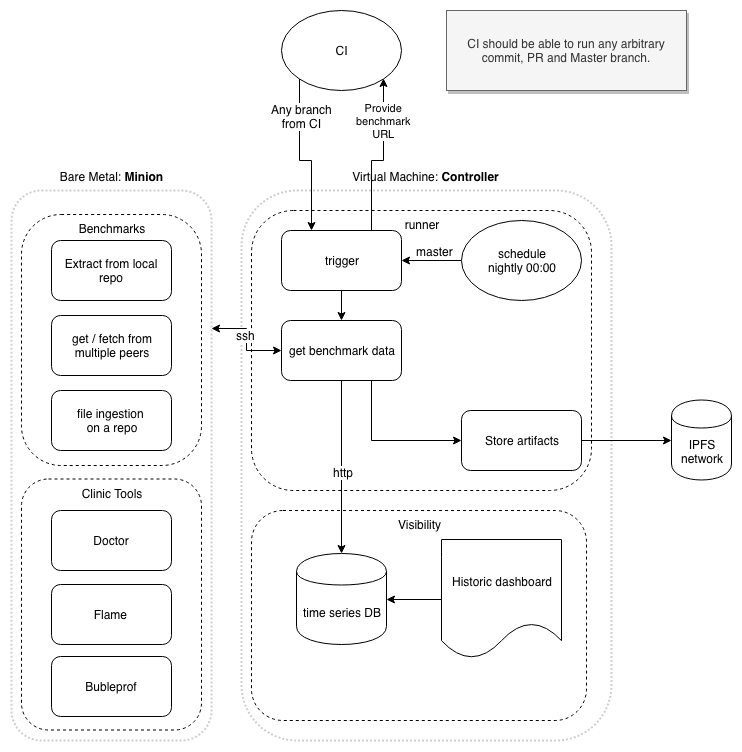 CI
CI should be able to run any arbitrary
commit, PR and Master branch.
Any branch
from CI
Provide
benchmark
URL
Bare Metal: Minion
Virtual Machine: Controller
Benchmarks
Extract from local
repo
get / fetch from
multiple peers
file ingestion
on a repo
Clinic Tools
Doctor
Flame
Bubleprof
runner
trigger
master
schedule
nightly 00:00
ssh
get benchmark data
Store artifacts
IPFS
network
http
Visibility
time series DB
Historic dashboard